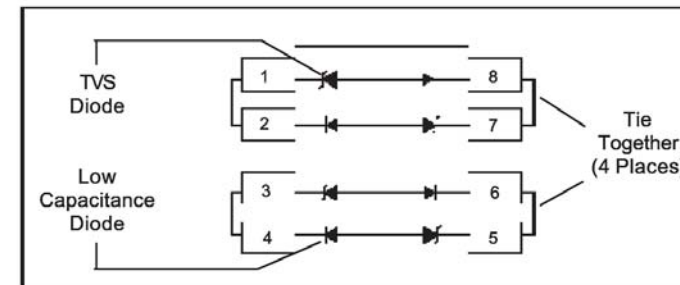 TVS
Diode
Low
Capacitance
Diode
1
8
2
7
3
6
4
5
Tie
Together
(4 Places)